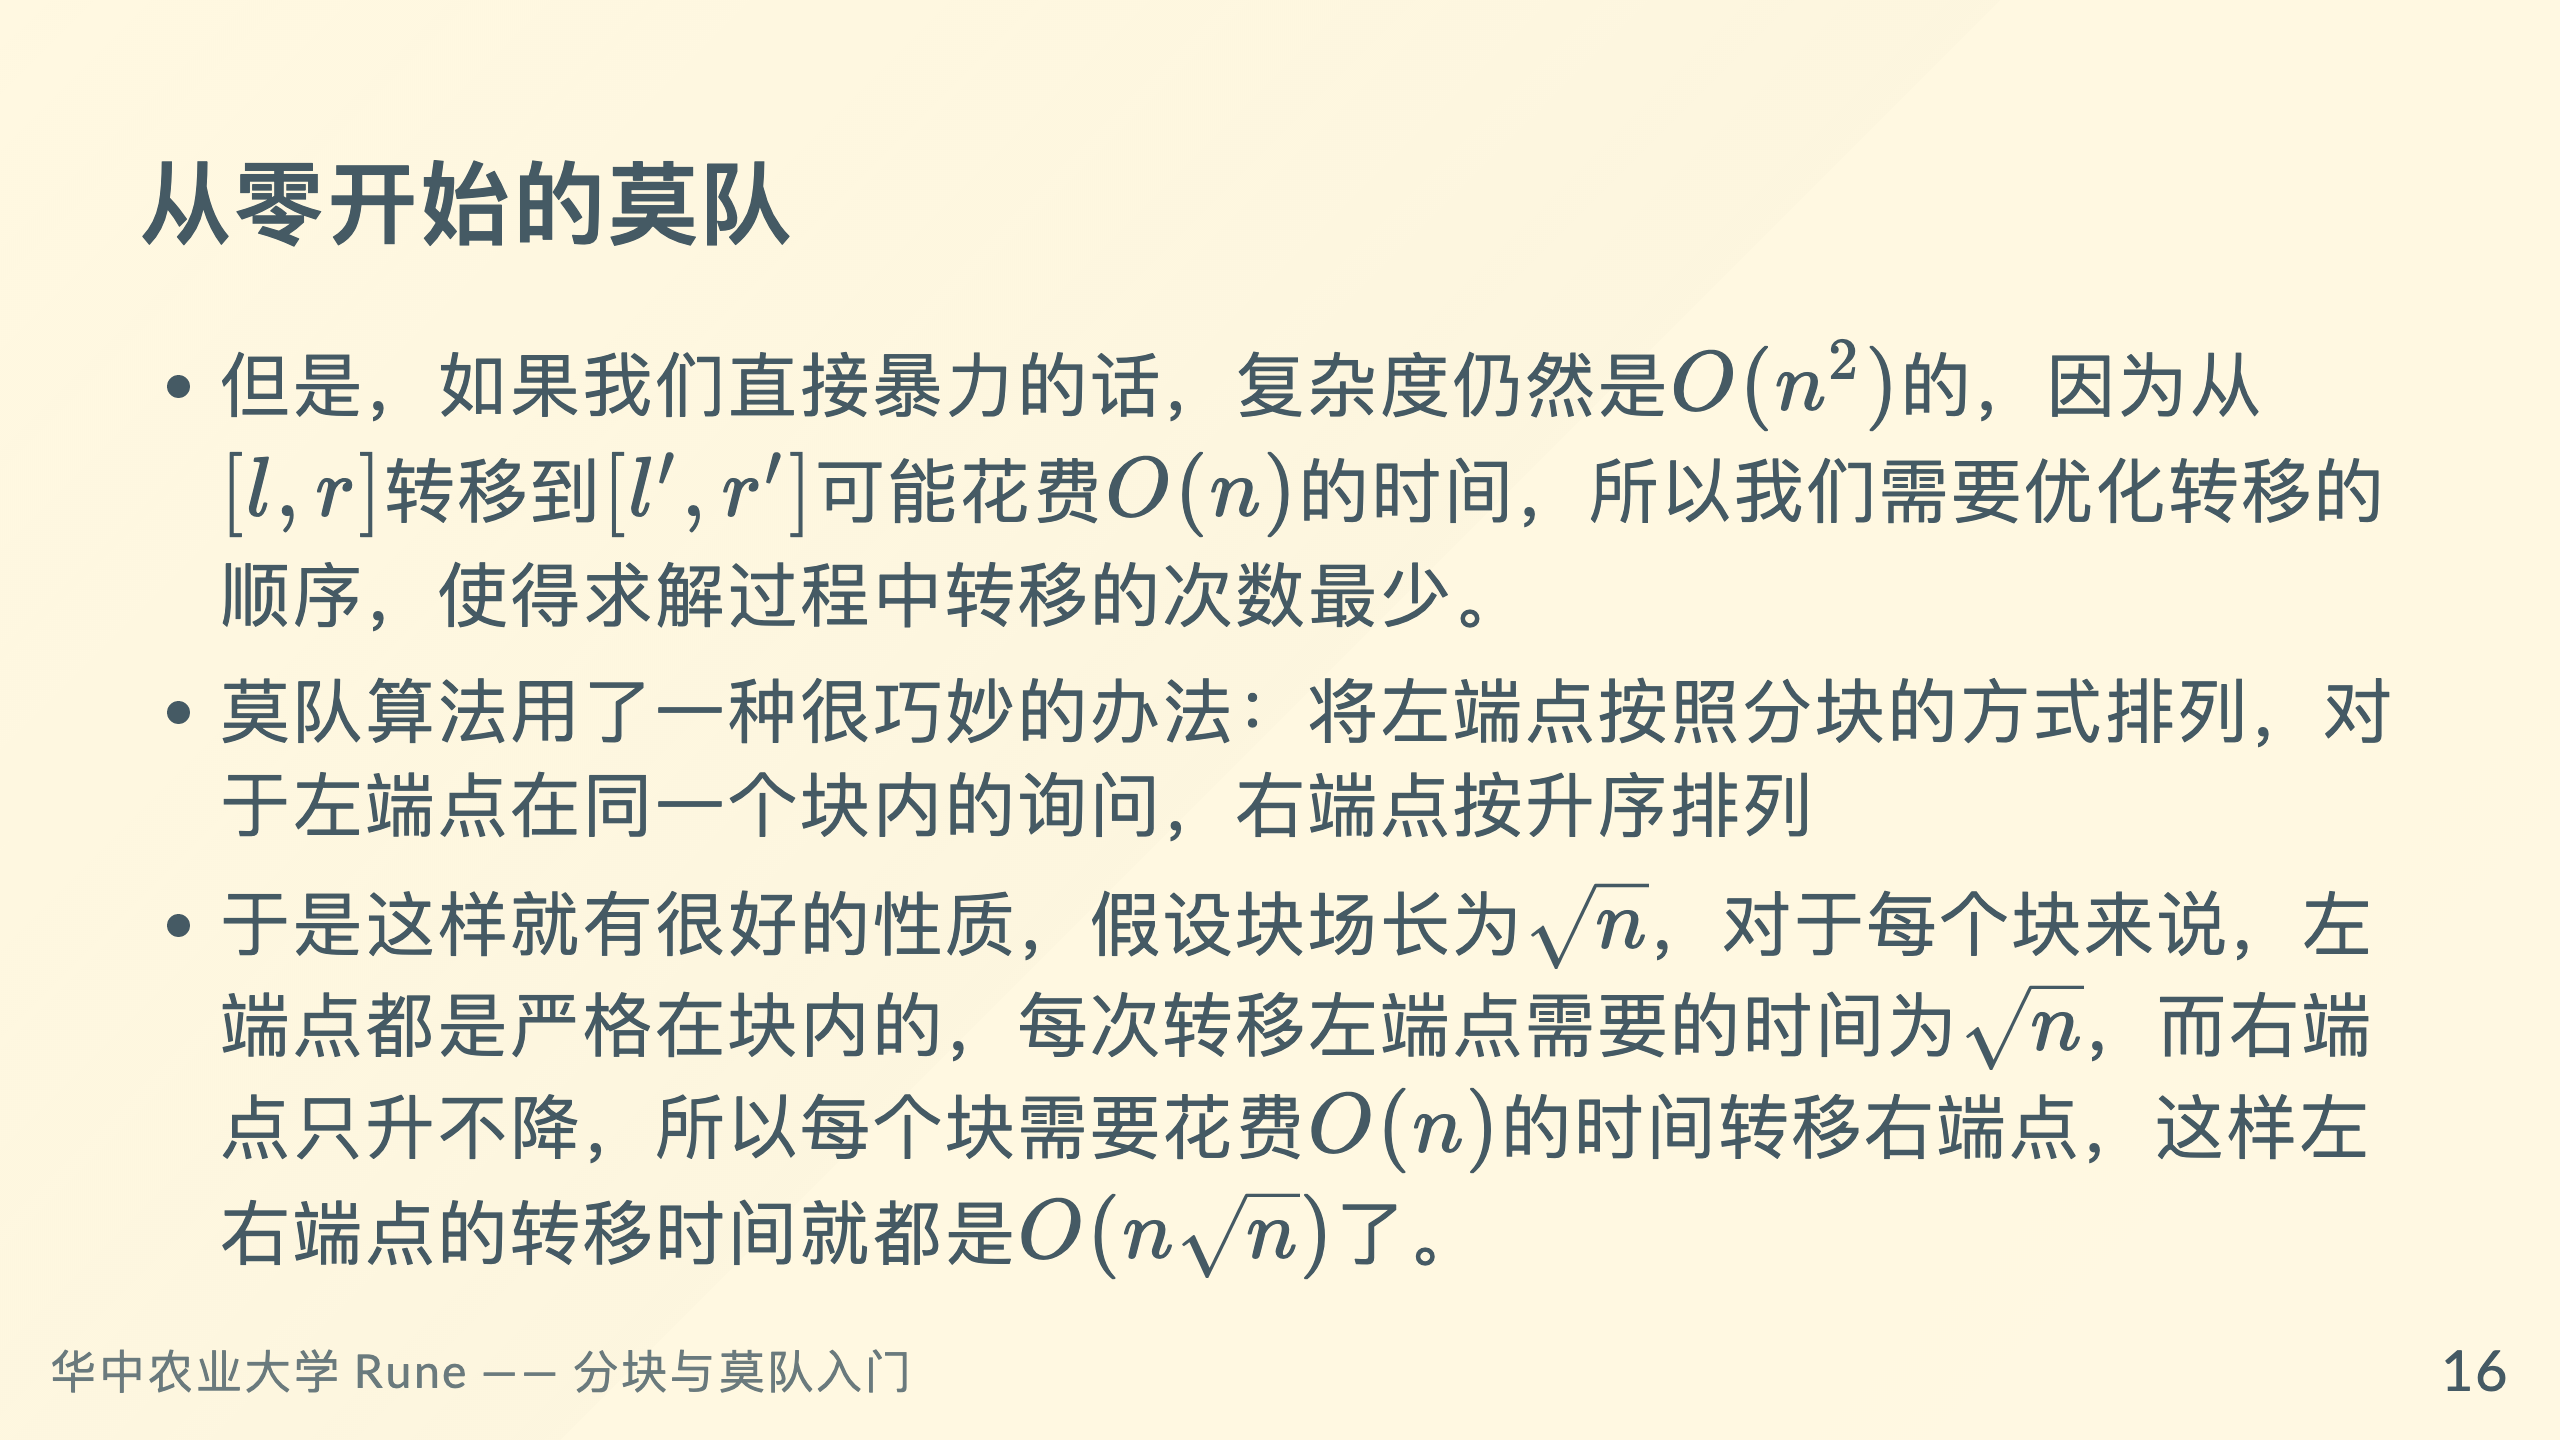 从零开始的莫队
• 但是，如果我们直接暴力的话，复杂度仍然是$O(n^2)$的，因为从
$[l, r]$转移到$[l', r']$可能花费$O(n)$的时间，所以我们需要优化转移的
顺序，使得求解过程中转移的次数最少。
• 莫队算法用了一种很巧妙的办法：将左端点按照分块的方式排列，对
于左端点在同一个块内的询问，右端点按升序排列
• 于是这样就有很好的性质，假设块场长为$\sqrt{n}$，对于每个块来说，左
端点都是严格在块内的，每次转移左端点需要的时间为$\sqrt{n}$，而右端
点只升不降，所以每个块需要花费$O(n)$的时间转移右端点，这样左
右端点的转移时间就都是$O(n\sqrt{n})$了。
华中农业大学 Rune —— 分块与莫队入门
16